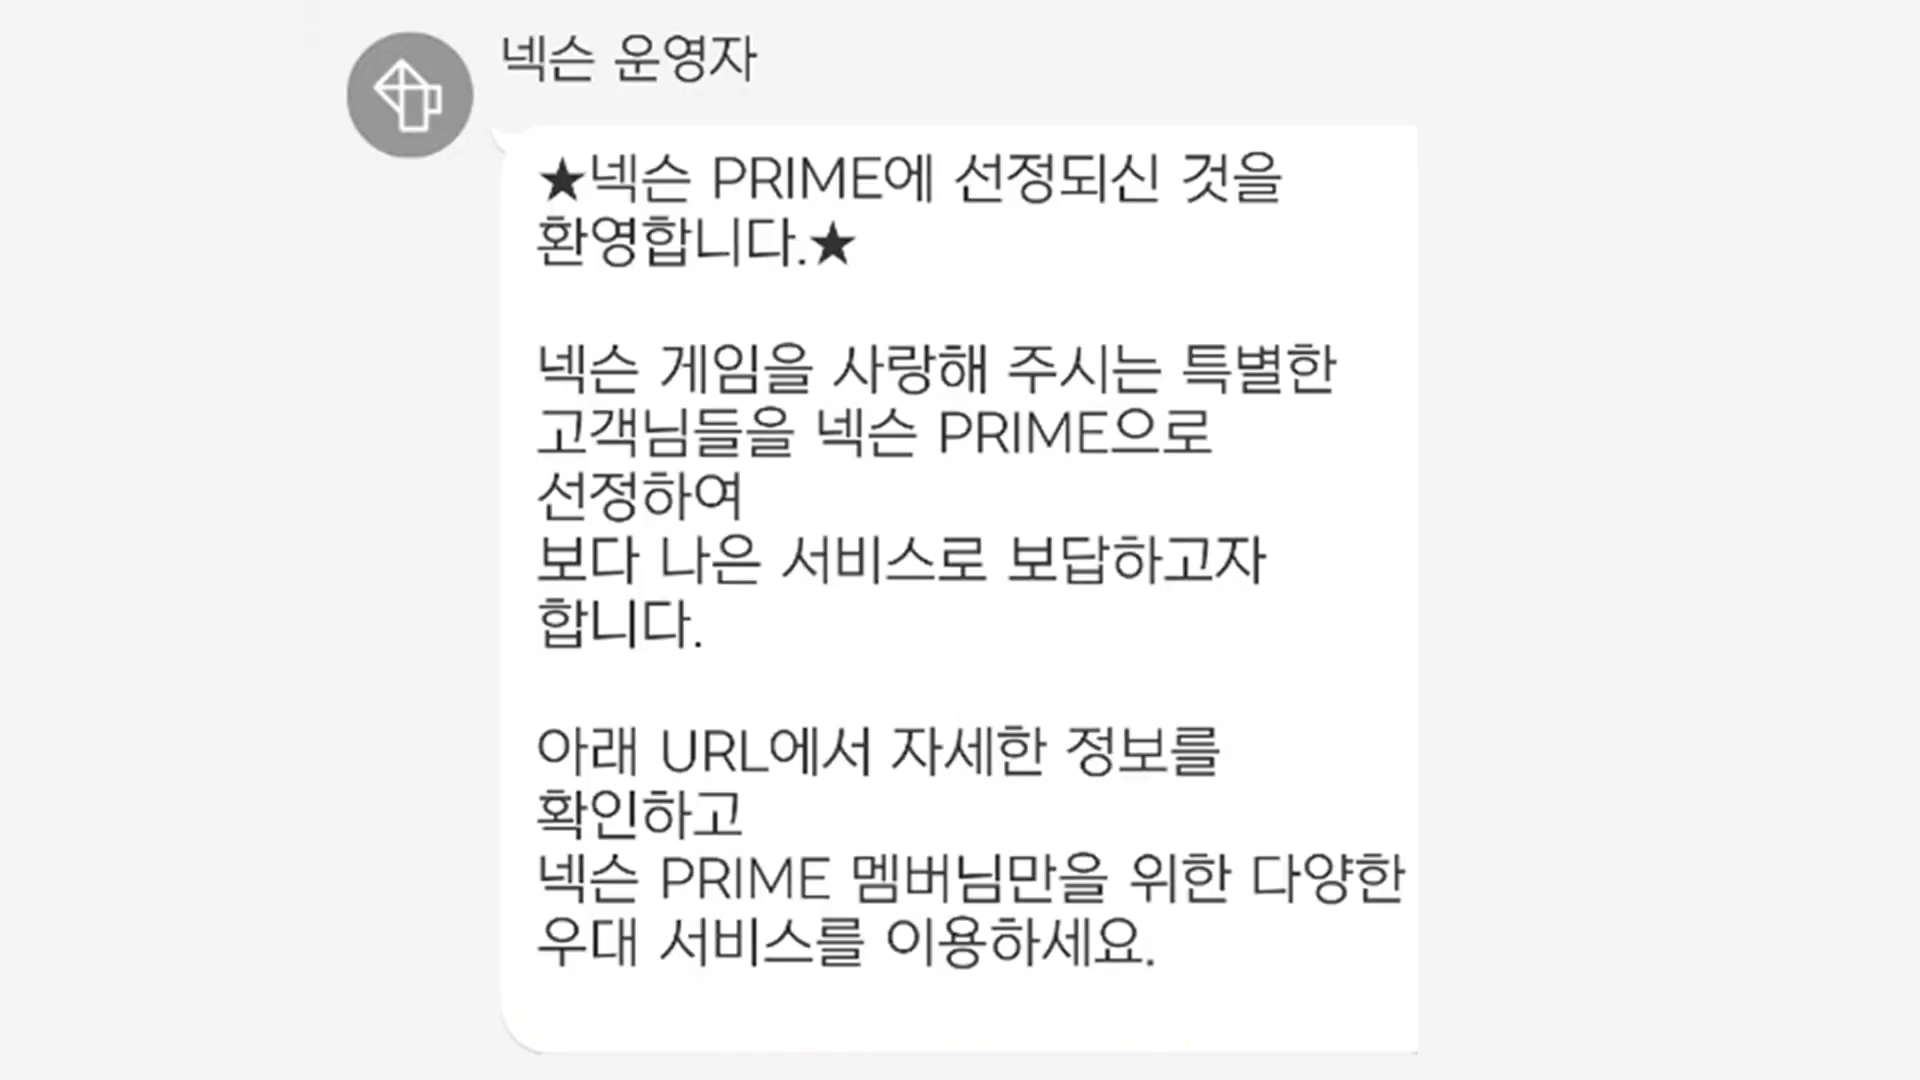 넥슨 운영자
★넥슨 PRIME에 선정되신 것을
환영합니다.★
넥슨 게임을 사랑해 주시는 특별한
고객님들을 넥슨 PRIME으로
선정하여
보다 나은 서비스로 보답하고자
합니다.
아래 URL에서 자세한 정보를
확인하고
넥슨 PRIME 멤버님만을 위한 다양한
우대 서비스를 이용하세요.